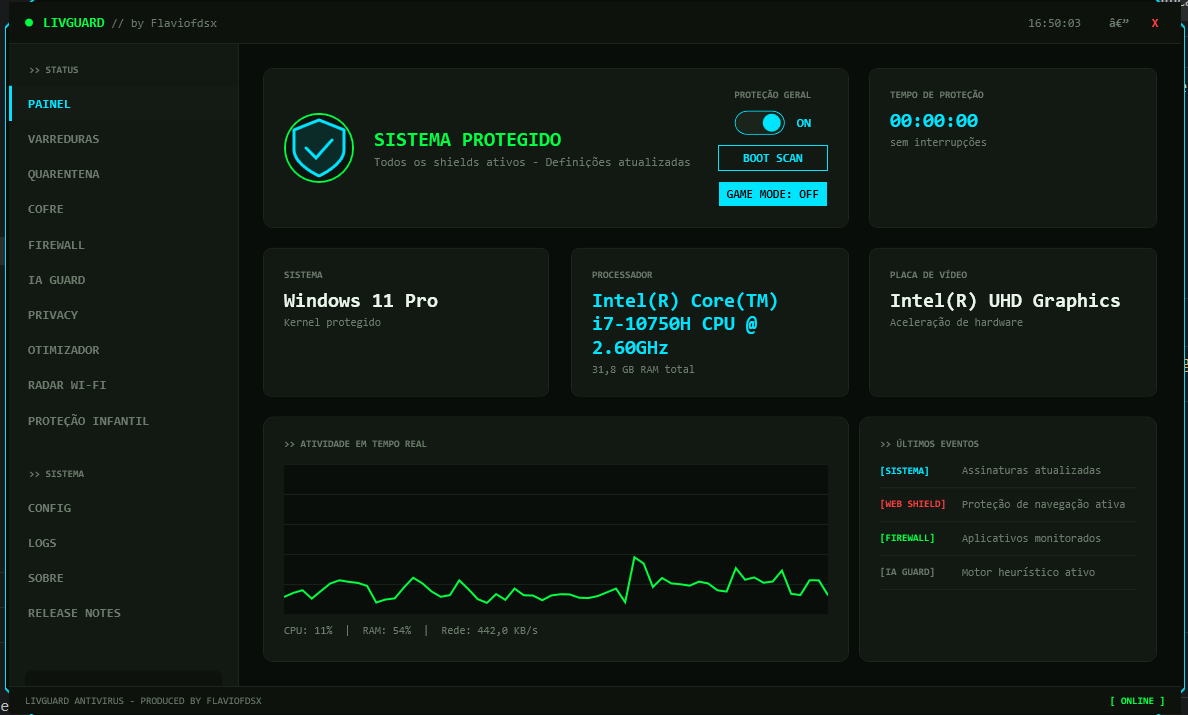 LIVGUARD // by Flaviofdsx
16:50:03 â€” X
>> STATUS
PAINEL
VARREDURAS
QUARENTENA
COFRE
FIREWALL
IA GUARD
PRIVACY
OTIMIZADOR
RADAR WI-FI
PROTEÇÃO INFANTIL
>> SISTEMA
CONFIG
LOGS
SOBRE
RELEASE NOTES
SISTEMA PROTEGIDO
Todos os shields ativos - Definições atualizadas
PROTEÇÃO GERAL
ON
BOOT SCAN
GAME MODE: OFF
TEMPO DE PROTEÇÃO
00:00:00
sem interrupções
SISTEMA
Windows 11 Pro
Kernel protegido
PROCESSADOR
Intel(R) Core(TM)
i7-10750H CPU @
2.60GHz
31,8 GB RAM total
PLACA DE VÍDEO
Intel(R) UHD Graphics
Aceleração de hardware
>> ATIVIDADE EM TEMPO REAL
CPU: 11% | RAM: 54% | Rede: 442,0 KB/s
>> ÚLTIMOS EVENTOS
[SISTEMA] Assinaturas atualizadas
[WEB SHIELD] Proteção de navegação ativa
[FIREWALL] Aplicativos monitorados
[IA GUARD] Motor heurístico ativo
LIVGUARD ANTIVIRUS - PRODUCED BY FLAVIOFDSX
[ ONLINE ]